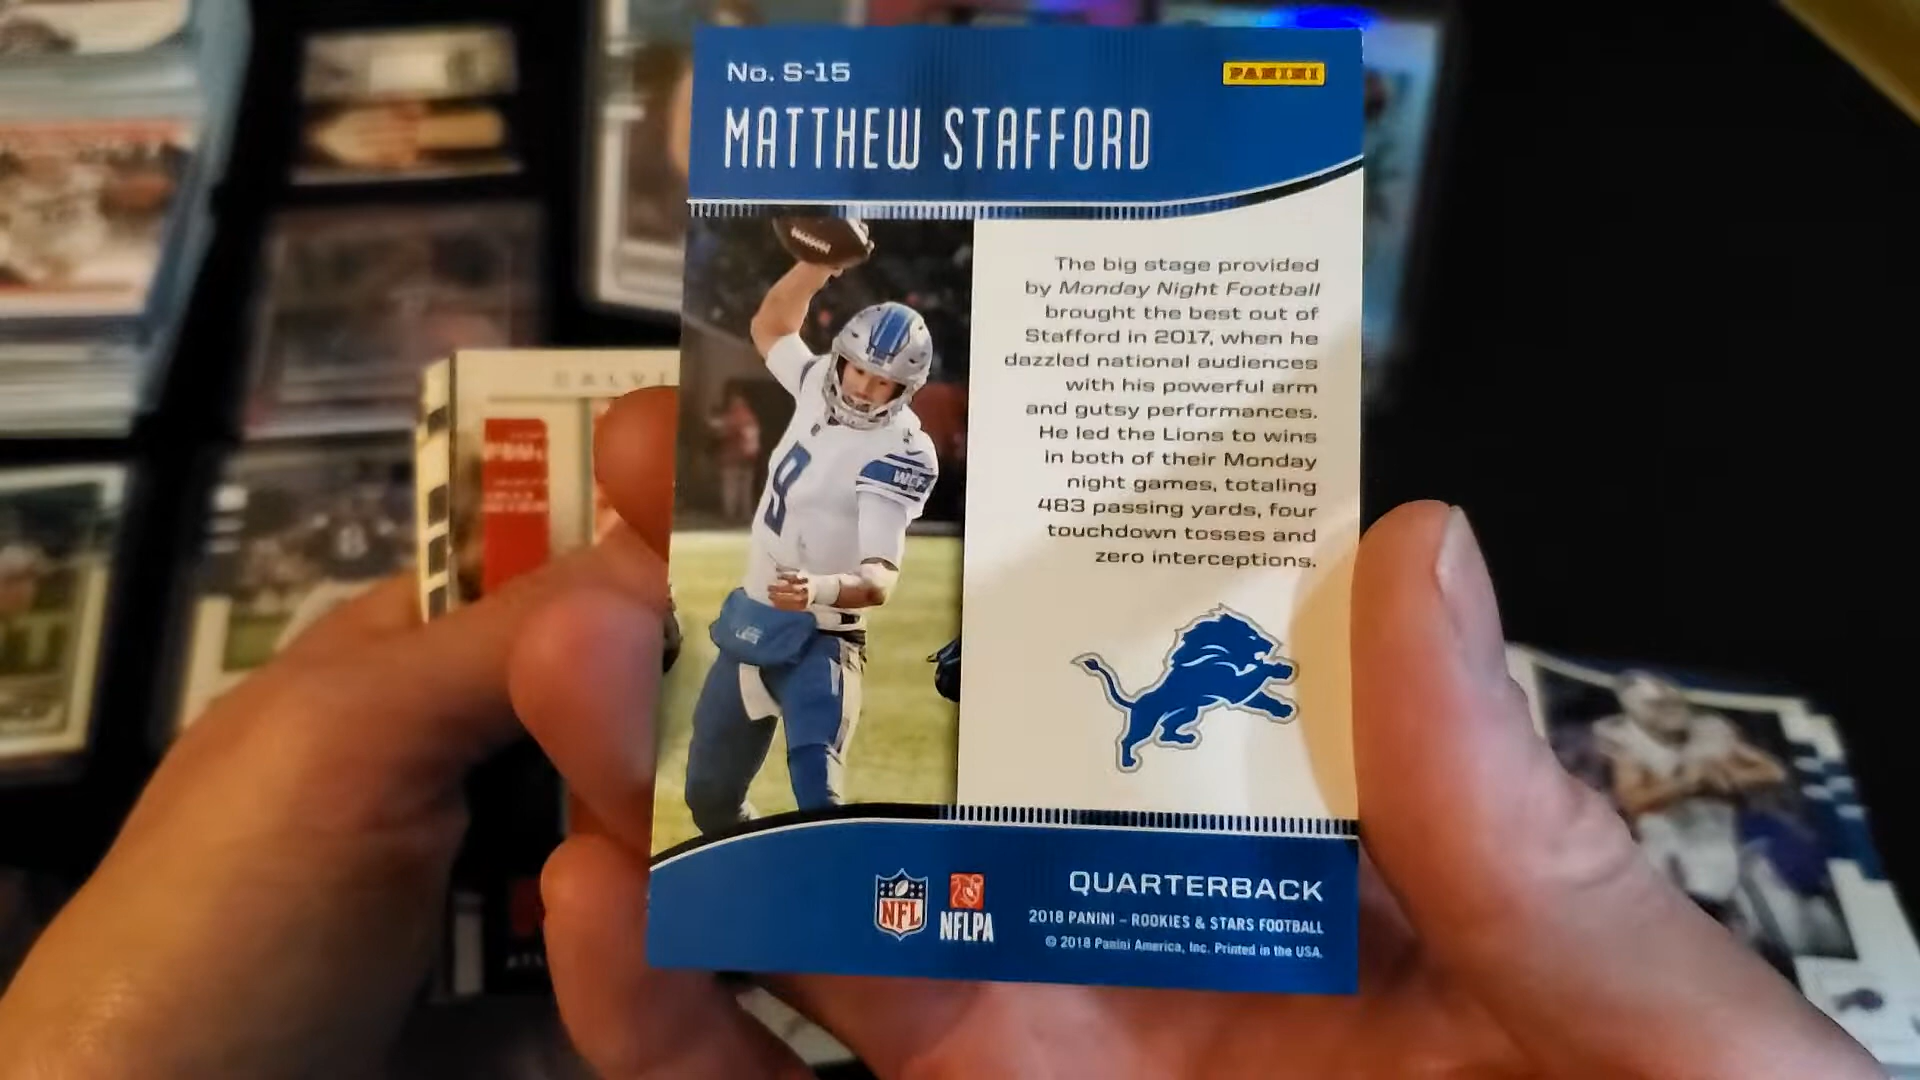 No. S-15
PANINI
MATTHEW STAFFORD
The big stage provided
by Monday Night Football
brought the best out of
Stafford in 2017, when he
dazzled national audiences
with his powerful arm
and gutsy performances.
He led the Lions to wins
in both of their Monday
night games, totaling
483 passing yards, four
touchdown tosses and
zero interceptions.
9
WCF
QUARTERBACK
NFL
NFLPA
2018 PANINI – ROOKIES & STARS FOOTBALL
© 2018 Panini America, Inc. Printed in the USA.